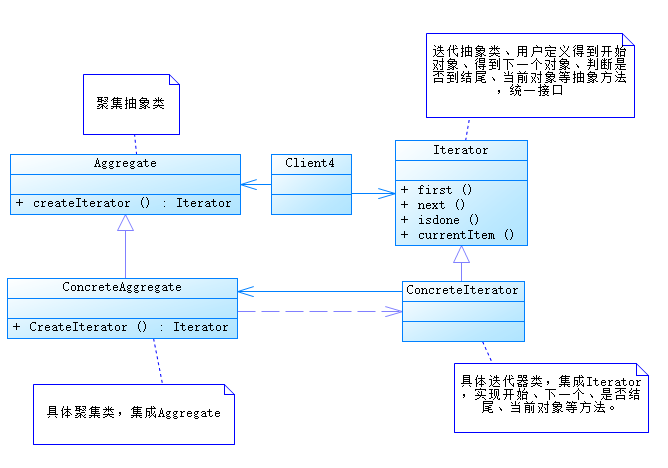 迭代抽象类、用户定义得到开始
对象、得到下一个对象、判断是
否到结尾、当前对象等抽象方法
，统一接口
聚集抽象类
Aggregate
+ createIterator () : Iterator
Client4
Iterator
+ first ()
+ next ()
+ isdone ()
+ currentItem ()
ConcreteAggregate
+ CreateIterator () : Iterator
ConcreteIterator
具体聚集类，集成Aggregate
具体迭代器类，集成Iterator
，实现开始、下一个、是否结
尾、当前对象等方法。